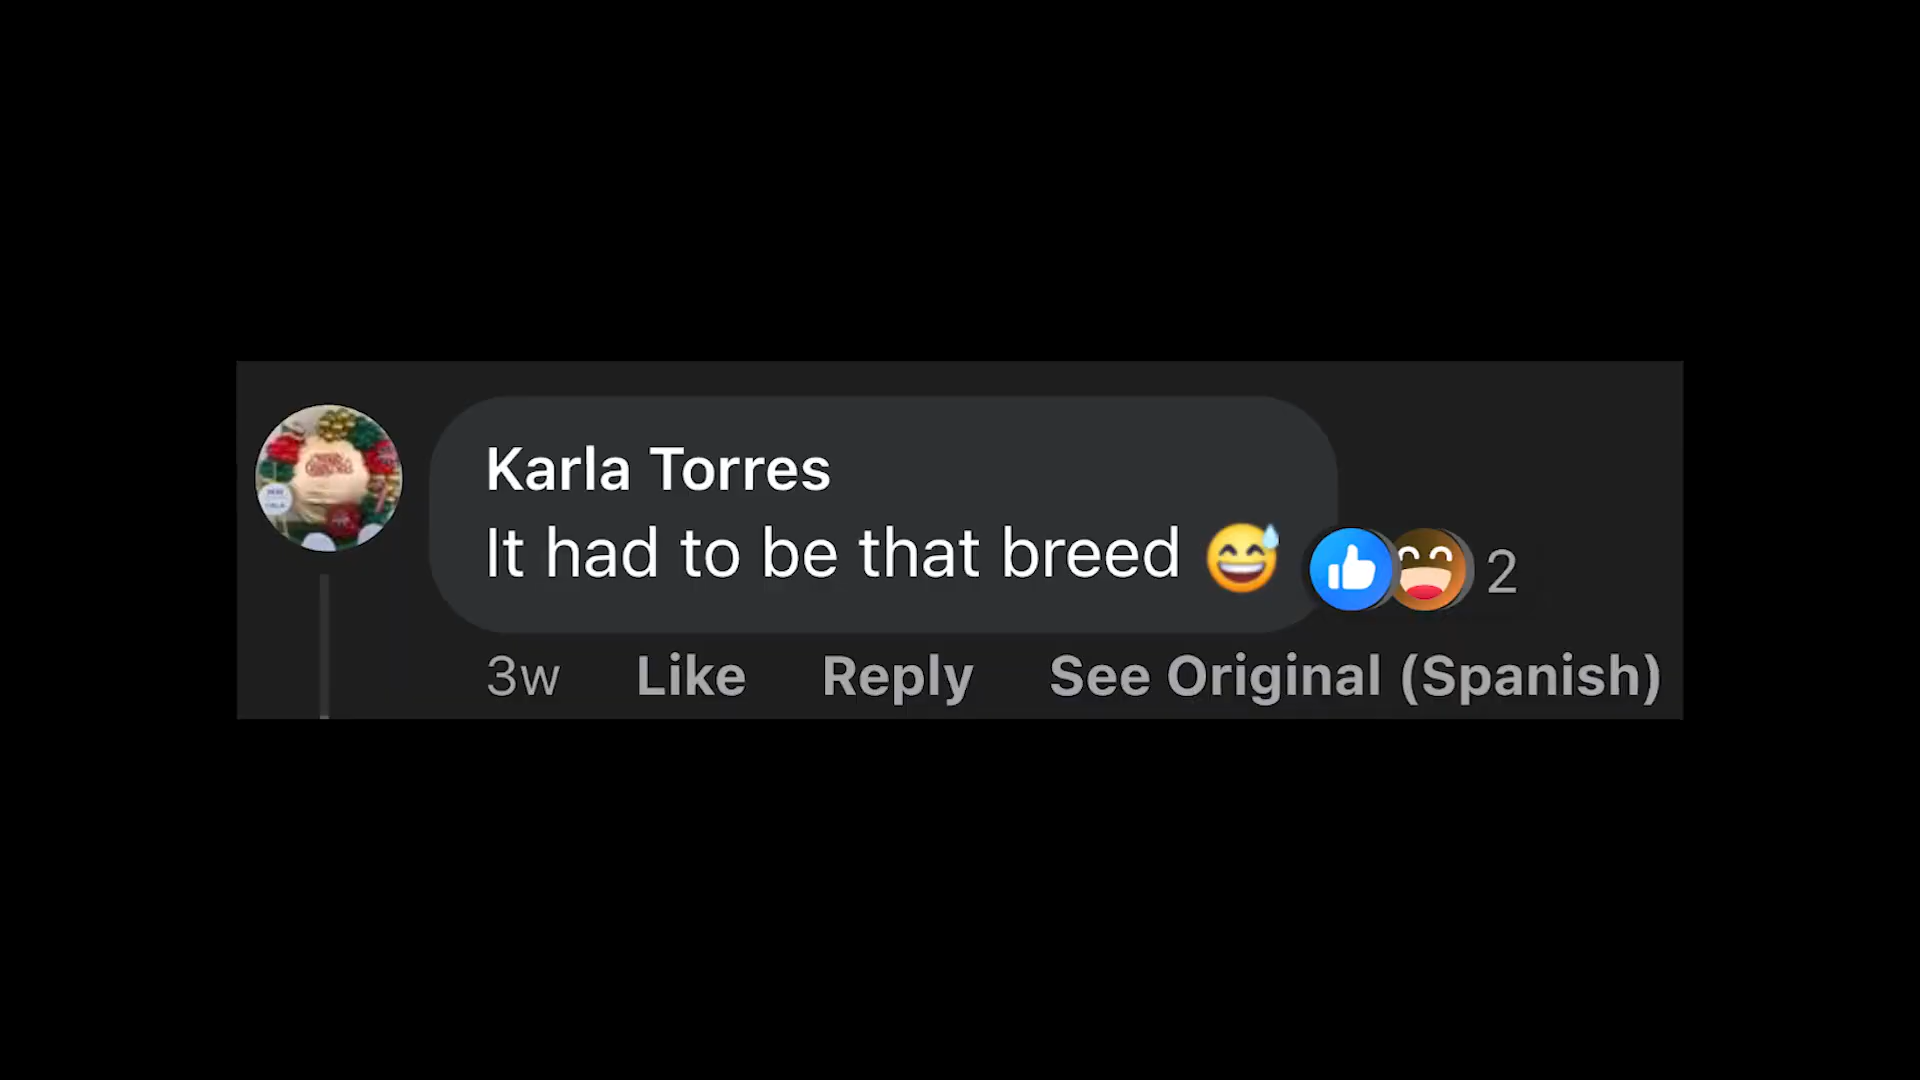 Karla Torres
It had to be that breed 😅
2
3w Like Reply See Original (Spanish)